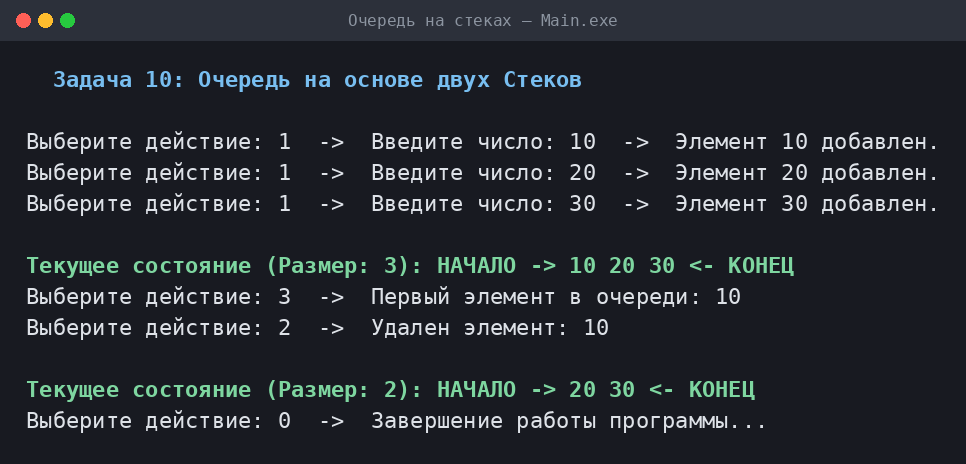 Очередь на стеках — Main.exe
Задача 10: Очередь на основе двух Стеков
Выберите действие: 1  ->  Введите число: 10  ->  Элемент 10 добавлен.
Выберите действие: 1  ->  Введите число: 20  ->  Элемент 20 добавлен.
Выберите действие: 1  ->  Введите число: 30  ->  Элемент 30 добавлен.
Текущее состояние (Размер: 3): НАЧАЛО -> 10 20 30 <- КОНЕЦ
Выберите действие: 3  ->  Первый элемент в очереди: 10
Выберите действие: 2  ->  Удален элемент: 10
Текущее состояние (Размер: 2): НАЧАЛО -> 20 30 <- КОНЕЦ
Выберите действие: 0  ->  Завершение работы программы...